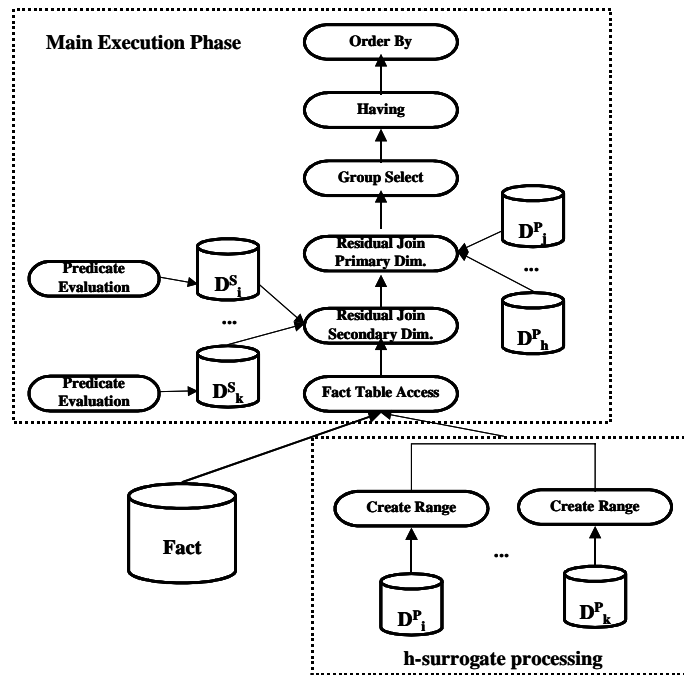 Main Execution Phase
Order By
Having
Group Select
Residual Join
Primary Dim.
D^P_j
...
D^P_h
Predicate
Evaluation
D^S_i
...
Residual Join
Secondary Dim.
Predicate
Evaluation
D^S_k
Fact Table Access
Fact
Create Range
Create Range
...
D^P_i
D^P_k
h-surrogate processing